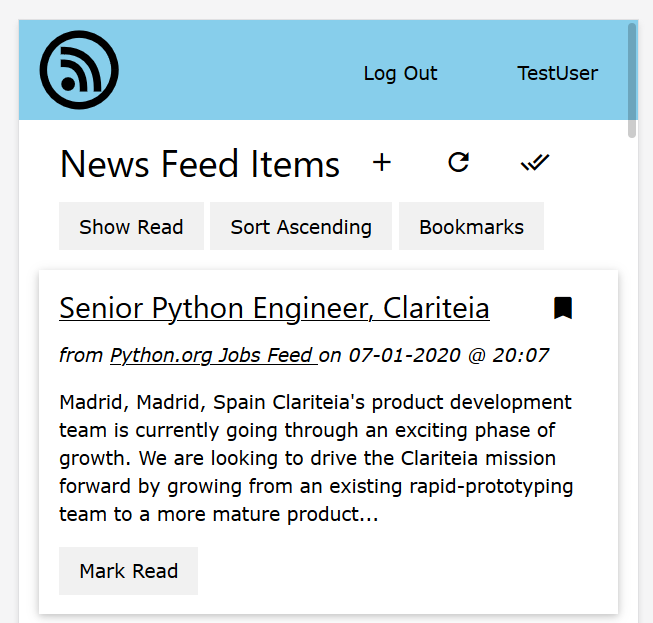 Log Out TestUser
News Feed Items
Show Read Sort Ascending Bookmarks
Senior Python Engineer, Clariteia
from Python.org Jobs Feed on 07-01-2020 @ 20:07
Madrid, Madrid, Spain Clariteia's product development
team is currently going through an exciting phase of
growth. We are looking to drive the Clariteia mission
forward by growing from an existing rapid-prototyping
team to a more mature product...
Mark Read